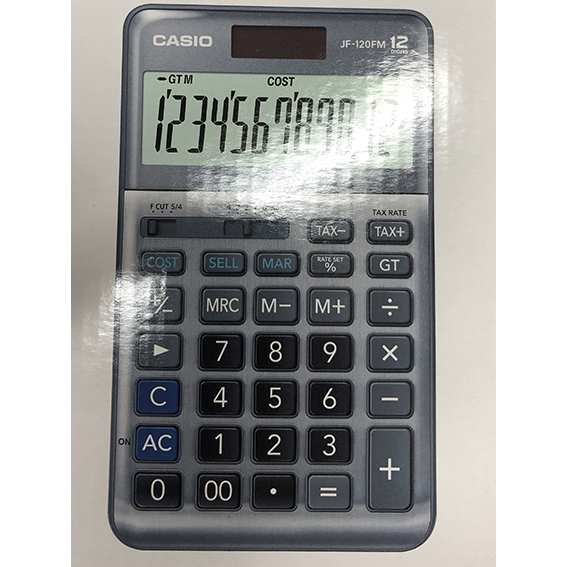 CASIO JF-120FM 12 DIGITS
-GTM COST
123456789
TAX RATE
F CUT 5/4
TAX− TAX+
COST SELL MAR RATE SET % GT
MRC M− M+ ÷
▶ 7 8 9 ×
C 4 5 6 −
ON AC 1 2 3 +
0 00 · =